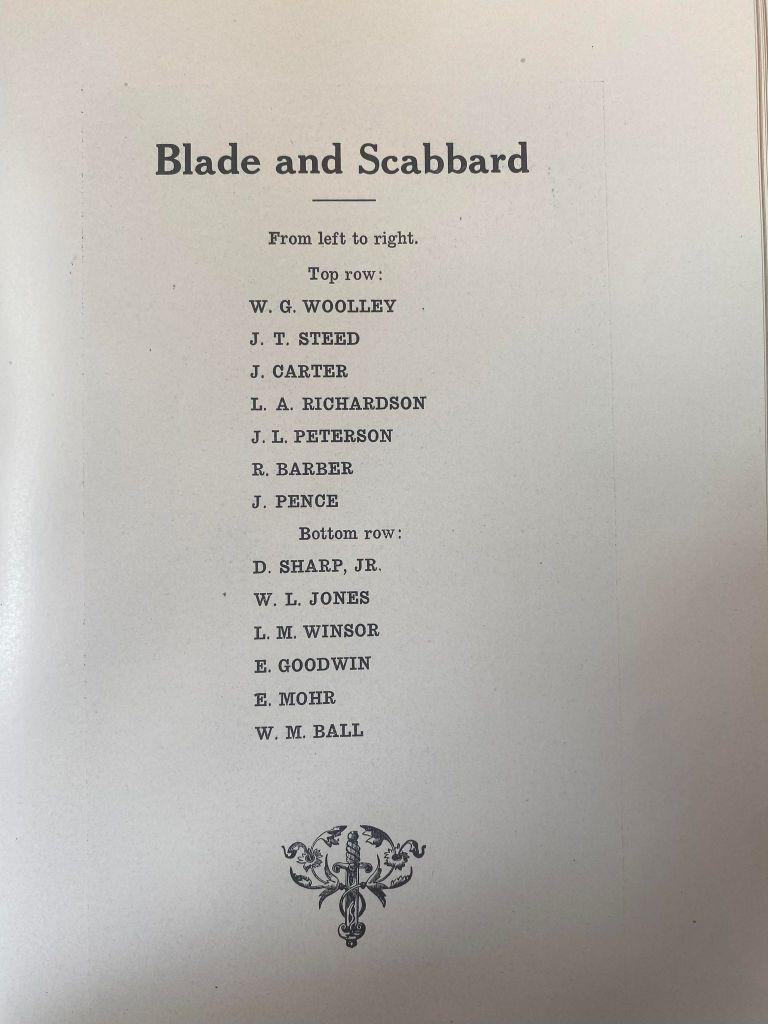 Blade and Scabbard
From left to right.
Top row:
W. G. WOOLLEY
J. T. STEED
J. CARTER
L. A. RICHARDSON
J. L. PETERSON
R. BARBER
J. PENCE
Bottom row:
D. SHARP, JR.
W. L. JONES
L. M. WINSOR
E. GOODWIN
E. MOHR
W. M. BALL